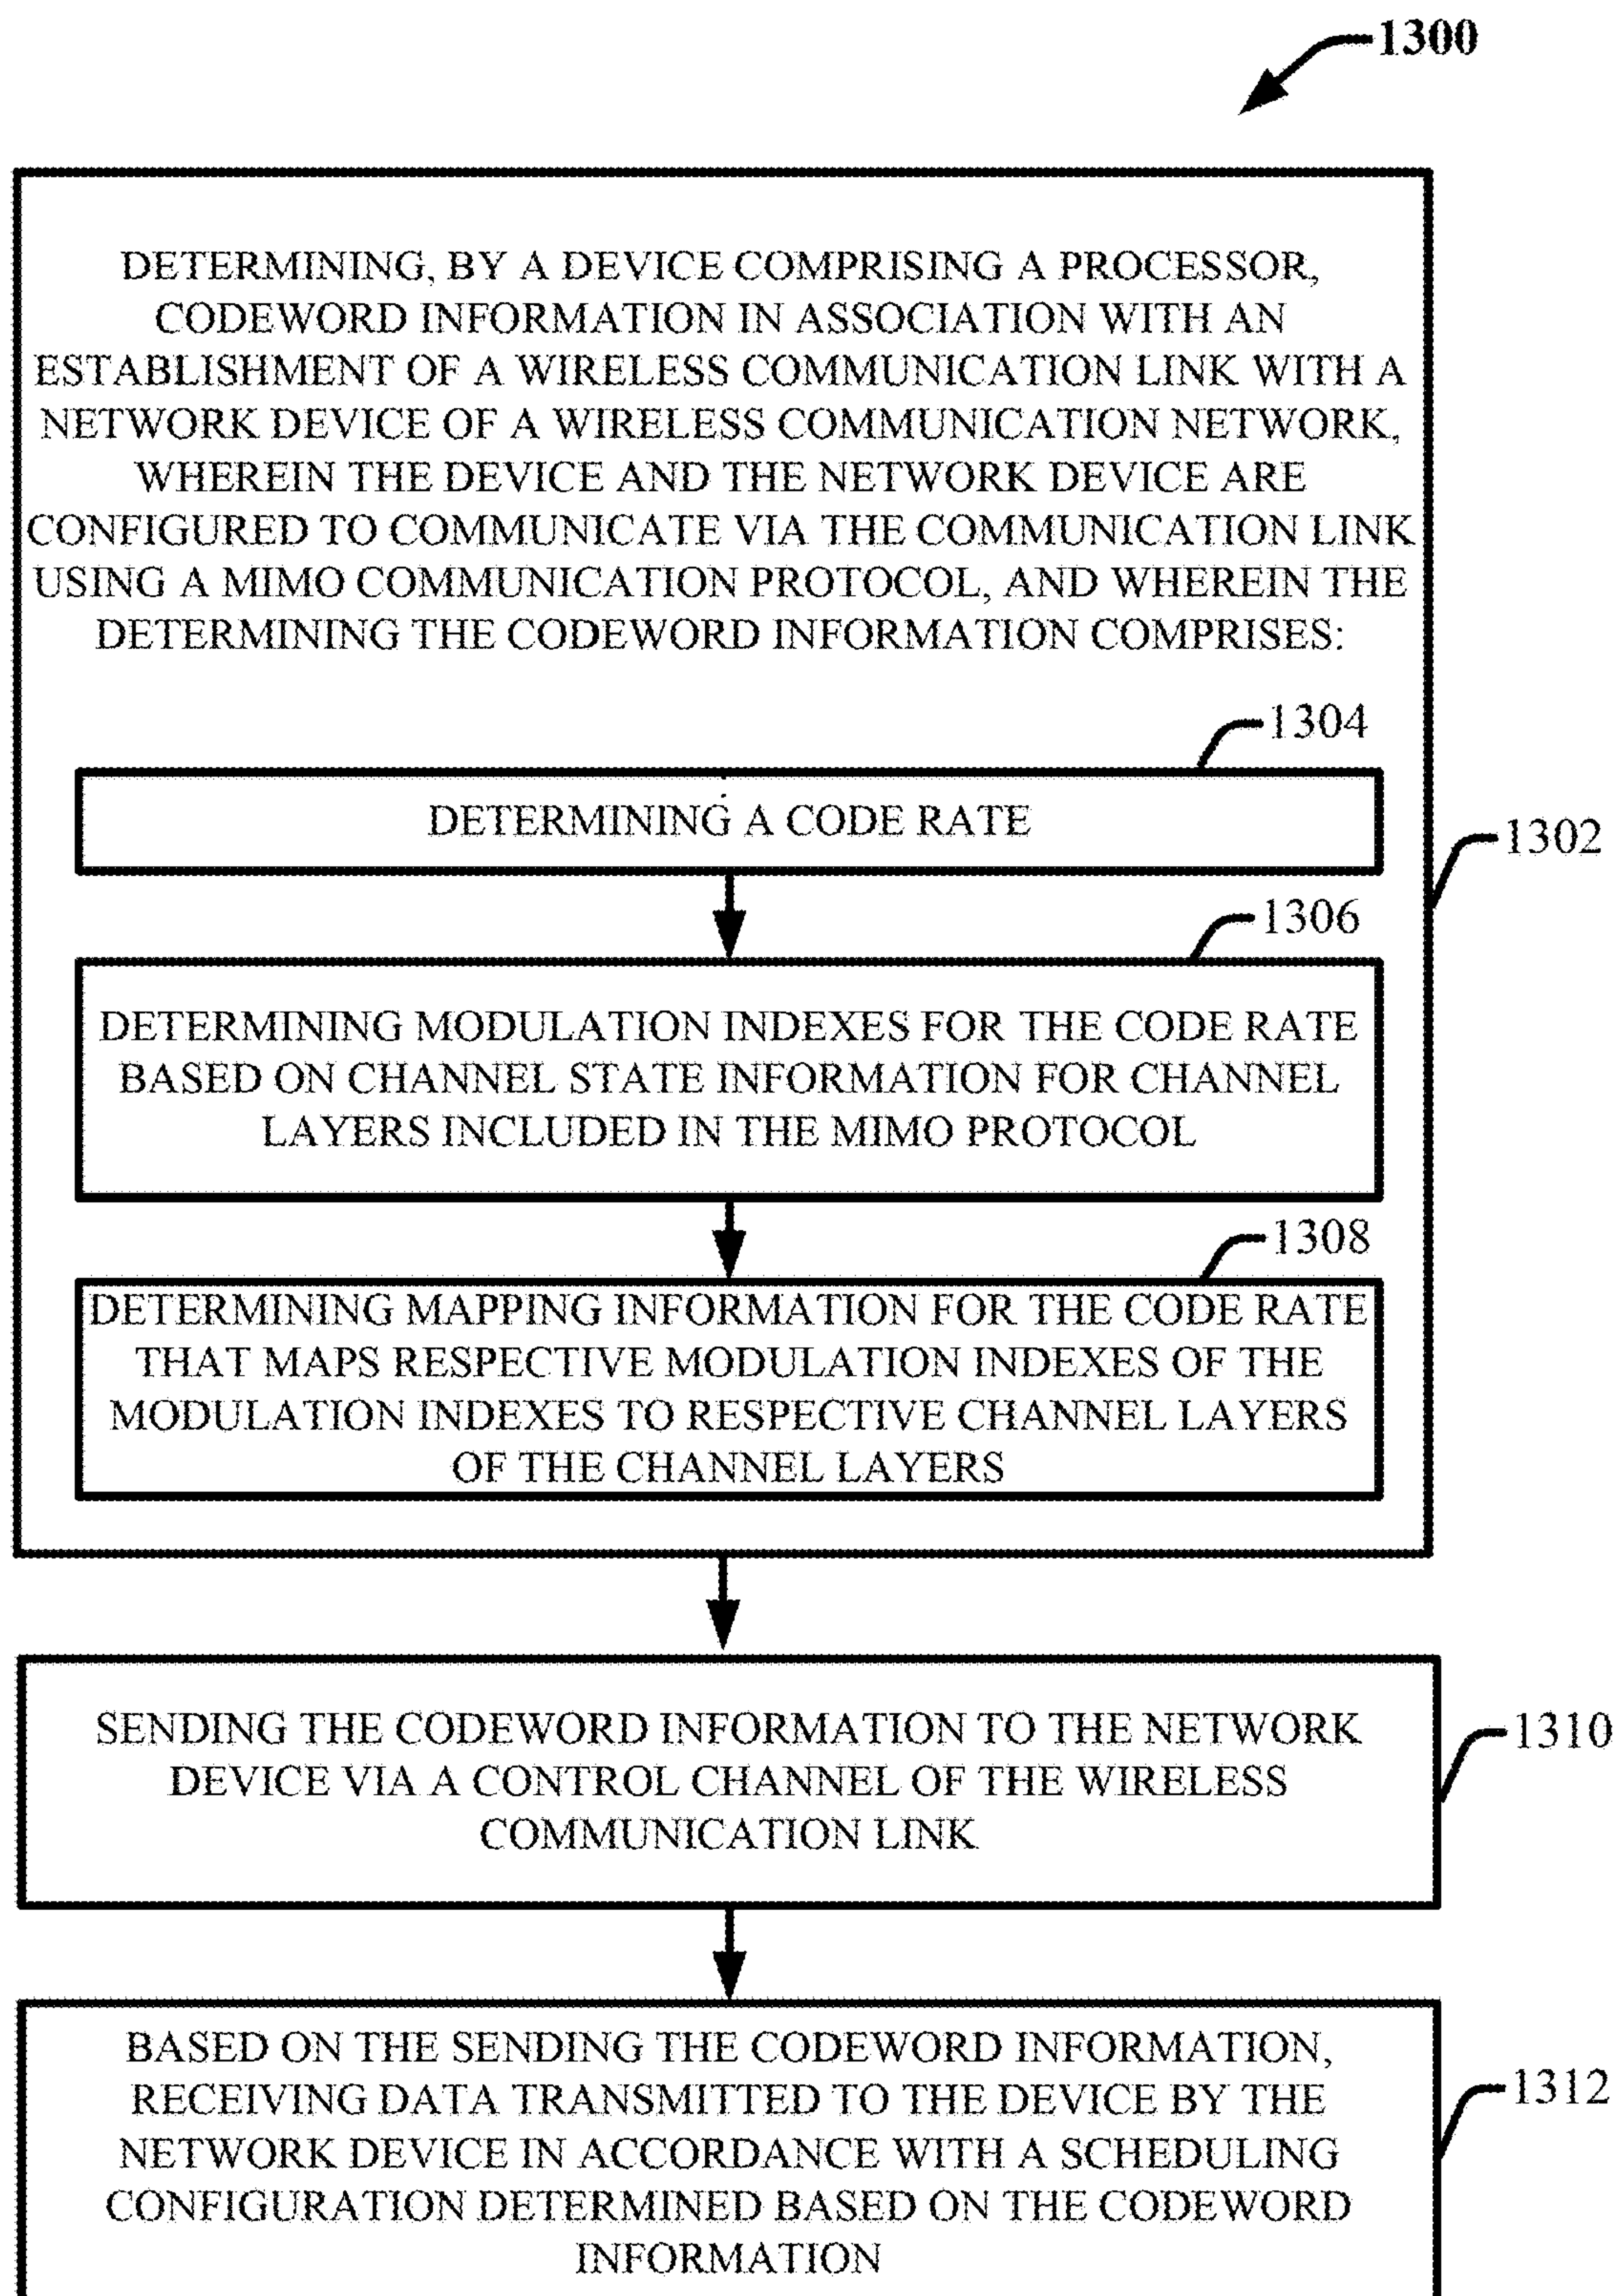 1300
DETERMINING, BY A DEVICE COMPRISING A PROCESSOR,
CODEWORD INFORMATION IN ASSOCIATION WITH AN
ESTABLISHMENT OF A WIRELESS COMMUNICATION LINK WITH A
NETWORK DEVICE OF A WIRELESS COMMUNICATION NETWORK,
WHEREIN THE DEVICE AND THE NETWORK DEVICE ARE
CONFIGURED TO COMMUNICATE VIA THE COMMUNICATION LINK
USING A MIMO COMMUNICATION PROTOCOL, AND WHEREIN THE
DETERMINING THE CODEWORD INFORMATION COMPRISES:
1304
DETERMINING A CODE RATE
1302
1306
DETERMINING MODULATION INDEXES FOR THE CODE RATE
BASED ON CHANNEL STATE INFORMATION FOR CHANNEL
LAYERS INCLUDED IN THE MIMO PROTOCOL
1308
DETERMINING MAPPING INFORMATION FOR THE CODE RATE
THAT MAPS RESPECTIVE MODULATION INDEXES OF THE
MODULATION INDEXES TO RESPECTIVE CHANNEL LAYERS
OF THE CHANNEL LAYERS
SENDING THE CODEWORD INFORMATION TO THE NETWORK
DEVICE VIA A CONTROL CHANNEL OF THE WIRELESS
COMMUNICATION LINK
1310
BASED ON THE SENDING THE CODEWORD INFORMATION,
RECEIVING DATA TRANSMITTED TO THE DEVICE BY THE
NETWORK DEVICE IN ACCORDANCE WITH A SCHEDULING
CONFIGURATION DETERMINED BASED ON THE CODEWORD
INFORMATION
1312